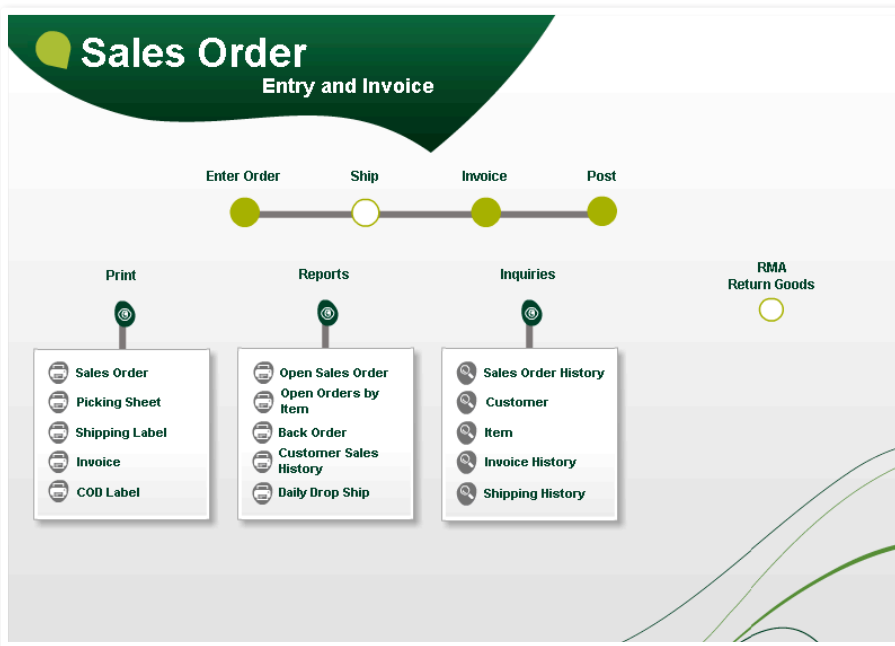 Sales Order
Entry and Invoice
Enter Order
Ship
Invoice
Post
Print
Reports
Inquiries
RMA
Return Goods
Sales Order
Picking Sheet
Shipping Label
Invoice
COD Label
Open Sales Order
Open Orders by
Item
Back Order
Customer Sales
History
Daily Drop Ship
Sales Order History
Customer
Item
Invoice History
Shipping History